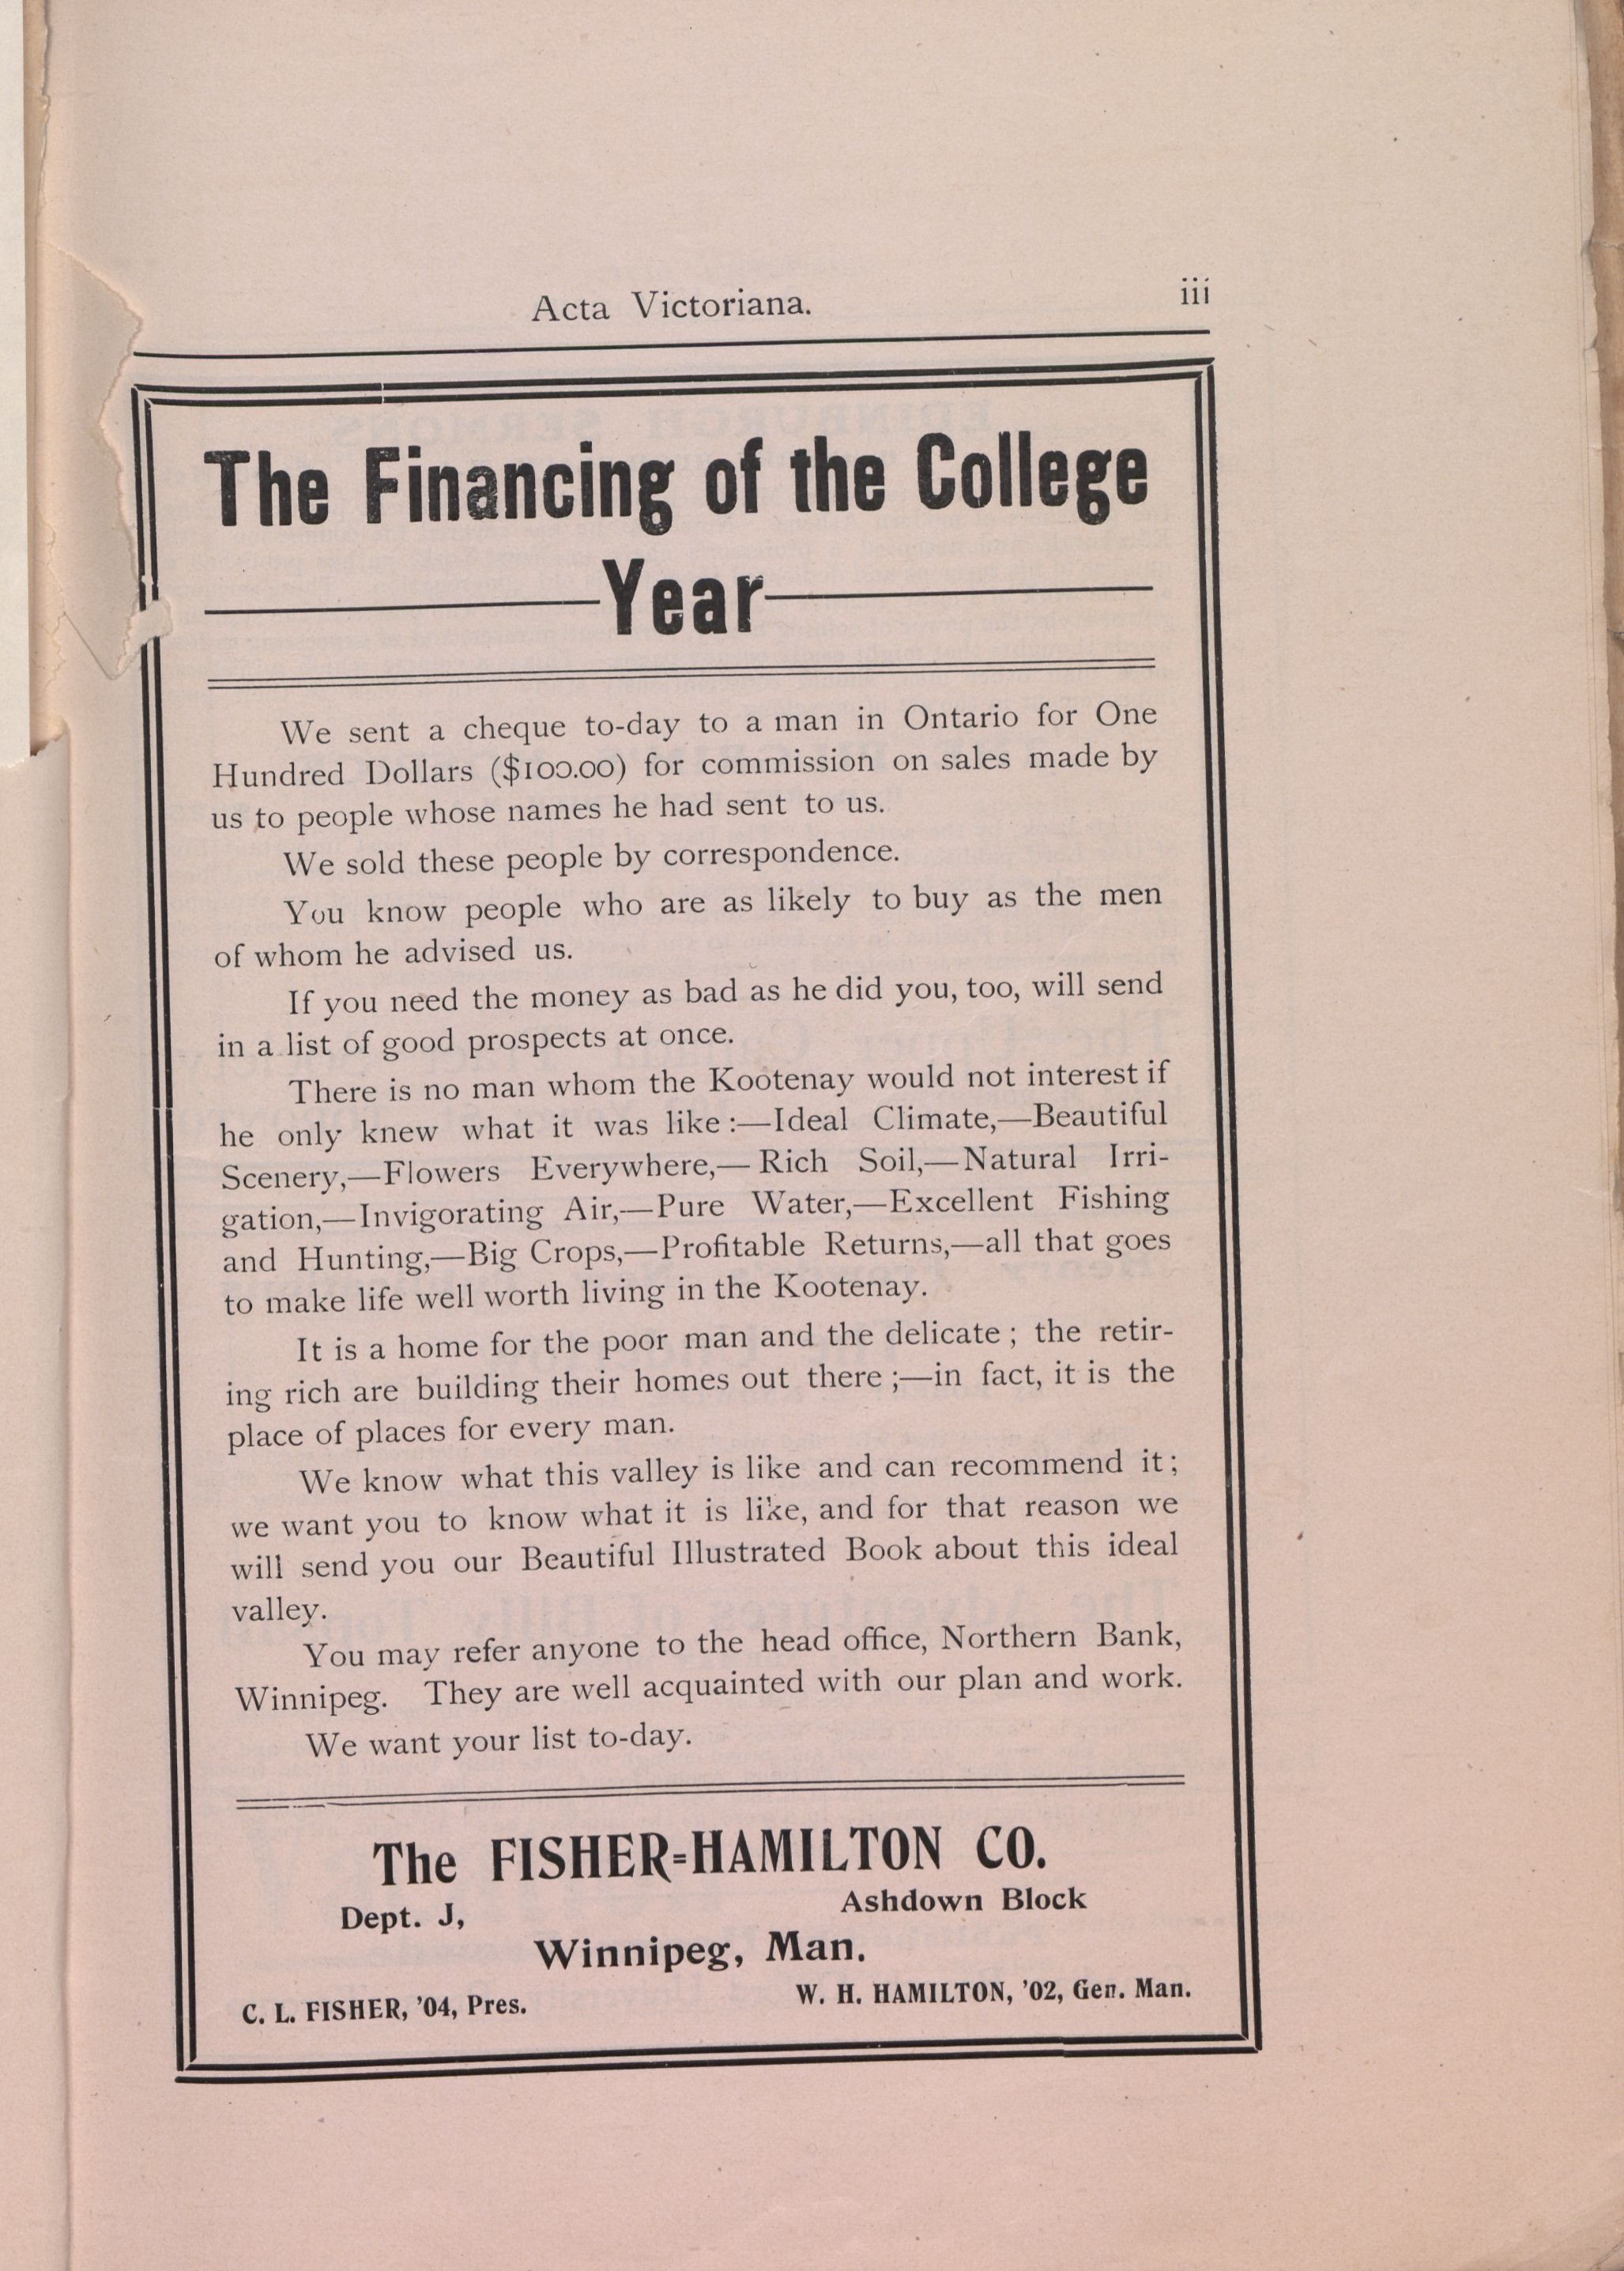 Acta Victoriana. iii
The Financing of the College
Year
We sent a cheque to-day to a man in Ontario for One
Hundred Dollars ($100.00) for commission on sales made by
us to people whose names he had sent to us.
We sold these people by correspondence.
You know people who are as likely to buy as the men
of whom he advised us.
If you need the money as bad as he did you, too, will send
in a list of good prospects at once.
There is no man whom the Kootenay would not interest if
he only knew what it was like:—Ideal Climate,—Beautiful
Scenery,—Flowers Everywhere,—Rich Soil,—Natural Irri-
gation,—Invigorating Air,—Pure Water,—Excellent Fishing
and Hunting,—Big Crops,—Profitable Returns,—all that goes
to make life well worth living in the Kootenay.
It is a home for the poor man and the delicate; the retir-
ing rich are building their homes out there;—in fact, it is the
place of places for every man.
We know what this valley is like and can recommend it;
we want you to know what it is like, and for that reason we
will send you our Beautiful Illustrated Book about this ideal
valley.
You may refer anyone to the head office, Northern Bank,
Winnipeg. They are well acquainted with our plan and work.
We want your list to-day.
The FISHER-HAMILTON CO.
Dept. J, Ashdown Block
Winnipeg, Man.
C. L. FISHER, '04, Pres. W. H. HAMILTON, '02, Gen. Man.